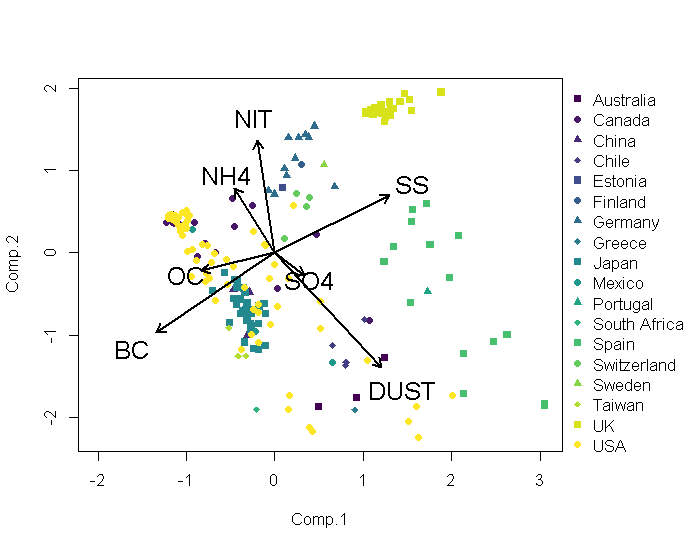 2
1
0
-1
-2
Comp.2
-2
-1
0
1
2
3
Comp.1
NIT
NH4
SS
OC
SO4
BC
DUST
Australia
Canada
China
Chile
Estonia
Finland
Germany
Greece
Japan
Mexico
Portugal
South Africa
Spain
Switzerland
Sweden
Taiwan
UK
USA